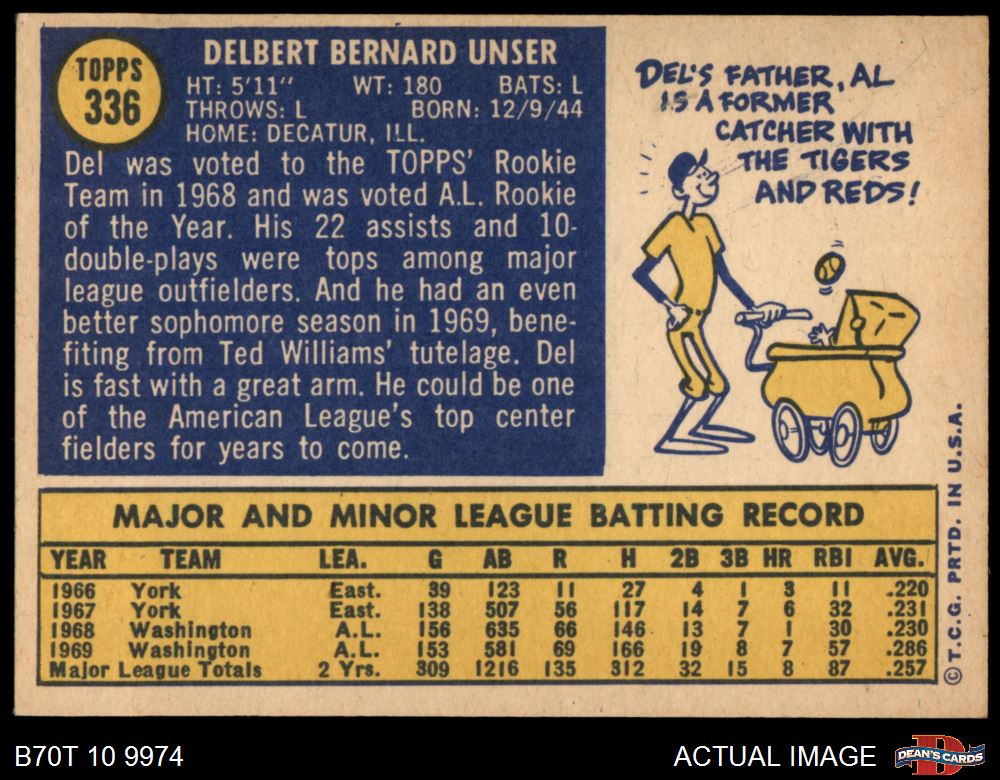 TOPPS
336
DELBERT BERNARD UNSER
HT: 5'11" WT: 180 BATS: L
THROWS: L BORN: 12/9/44
HOME: DECATUR, ILL.
Del was voted to the TOPPS' Rookie
Team in 1968 and was voted A.L. Rookie
of the Year. His 22 assists and 10-
double-plays were tops among major
league outfielders. And he had an even
better sophomore season in 1969, bene-
fiting from Ted Williams' tutelage. Del
is fast with a great arm. He could be one
of the American League's top center
fielders for years to come.
DEL'S FATHER, AL
IS A FORMER
CATCHER WITH
THE TIGERS
AND REDS!
MAJOR AND MINOR LEAGUE BATTING RECORD
YEAR TEAM LEA. G AB R H 2B 3B HR RBI AVG.
1966 York East. 39 123 11 27 4 1 3 11 .220
1967 York East. 138 507 56 117 14 7 6 32 .231
1968 Washington A.L. 156 635 66 146 13 7 1 30 .230
1969 Washington A.L. 153 581 69 166 19 8 7 57 .286
Major League Totals 2 Yrs. 309 1216 135 312 32 15 8 87 .257
© T.C.G. PRTD. IN U.S.A.
B70T 10 9974
ACTUAL IMAGE
D
DEAN'S CARDS